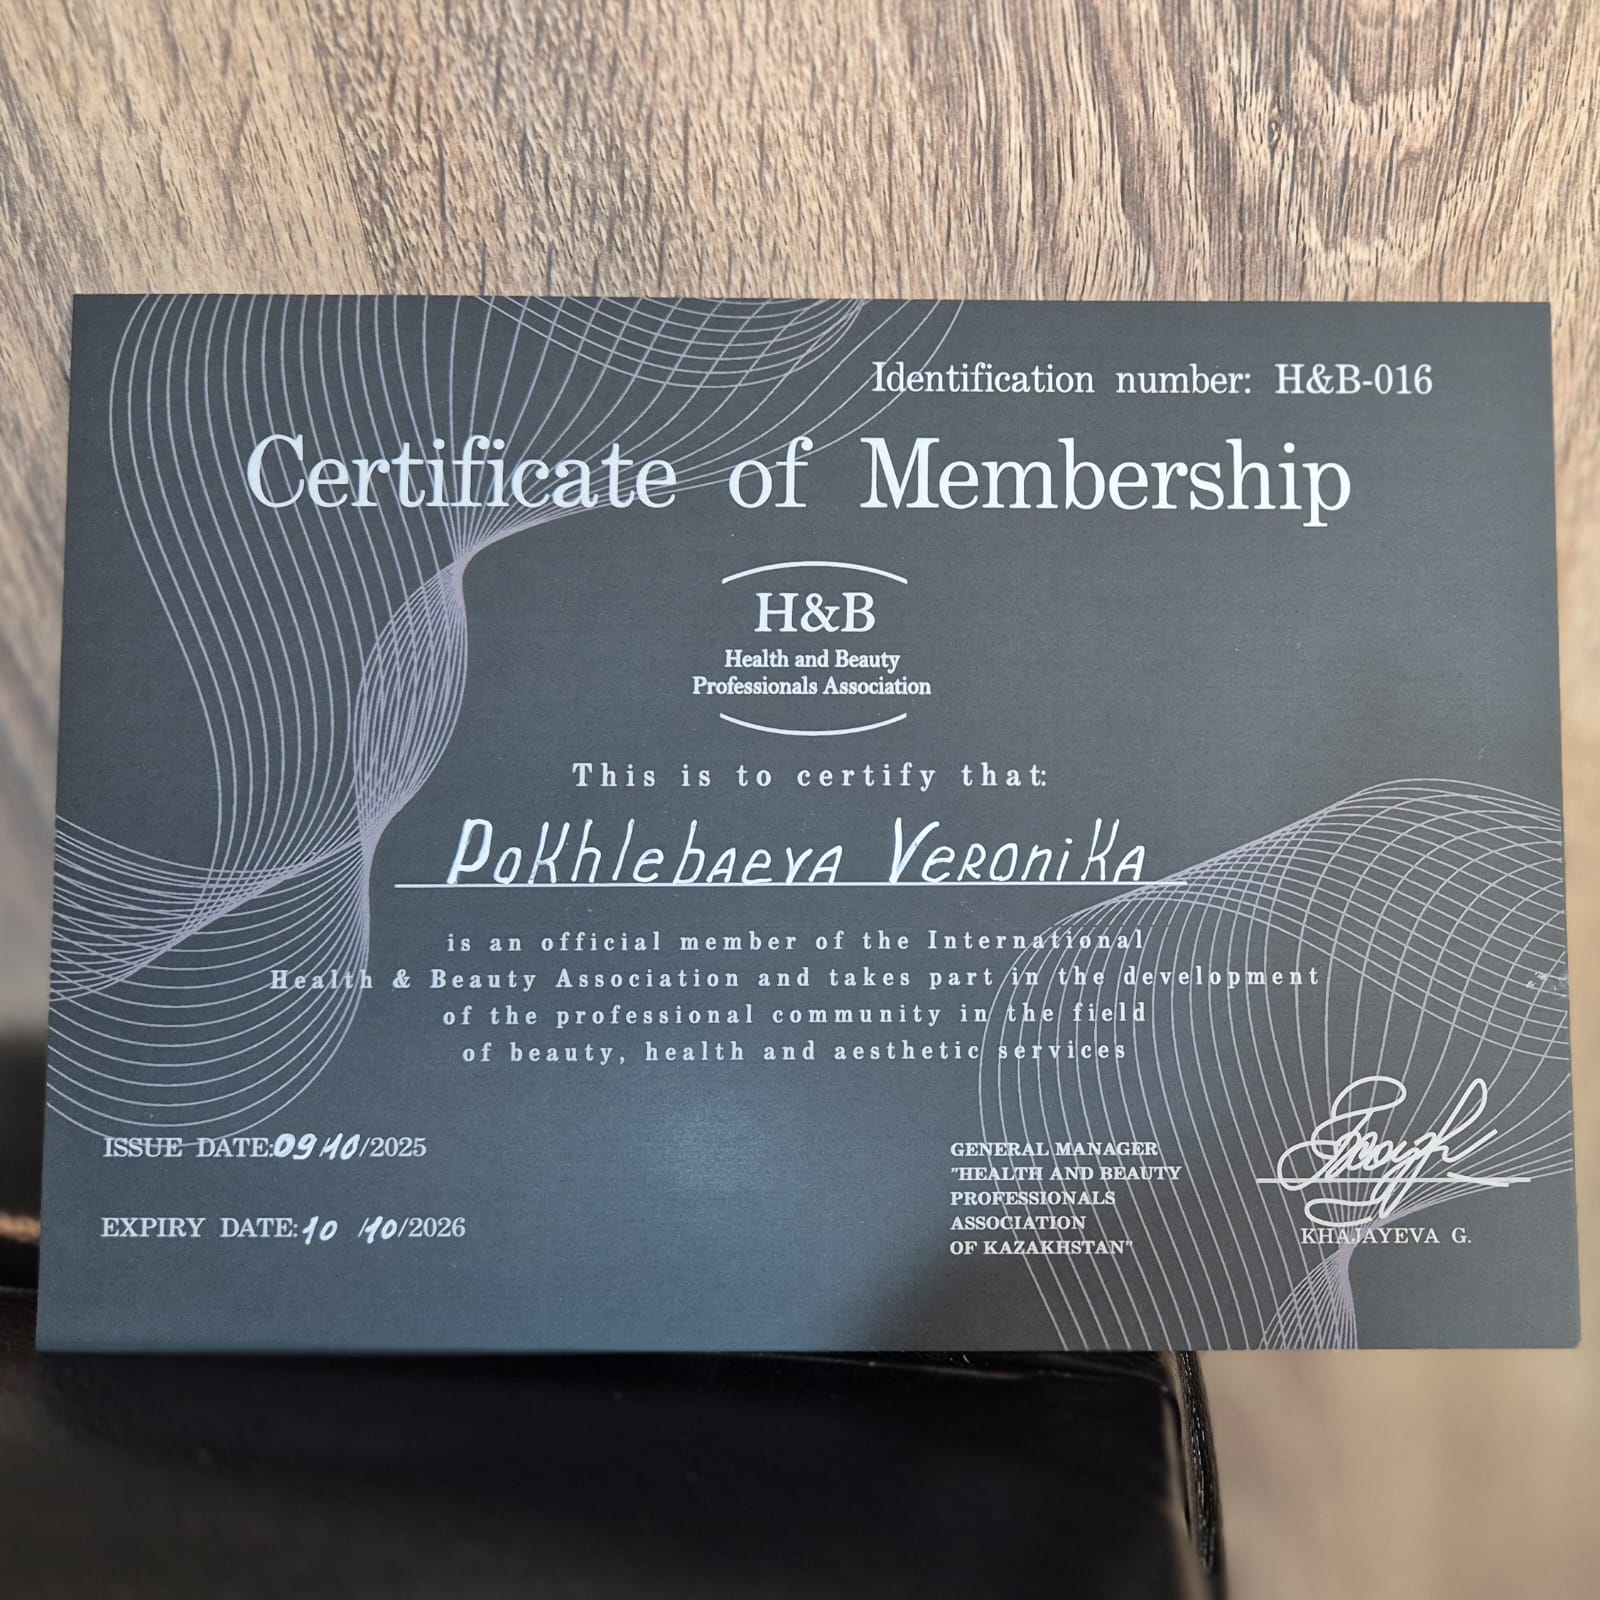 Identification number: H&B-016
Certificate of Membership
H&B
Health and Beauty
Professionals Association
This is to certify that:
Pokhlebaeva Veronika
is an official member of the International
Health & Beauty Association and takes part in the development
of the professional community in the field
of beauty, health and aesthetic services
ISSUE DATE: 09/10/2025
EXPIRY DATE: 10/10/2026
GENERAL MANAGER
"HEALTH AND BEAUTY
PROFESSIONALS
ASSOCIATION
OF KAZAKHSTAN"
KHAJAYEVA G.